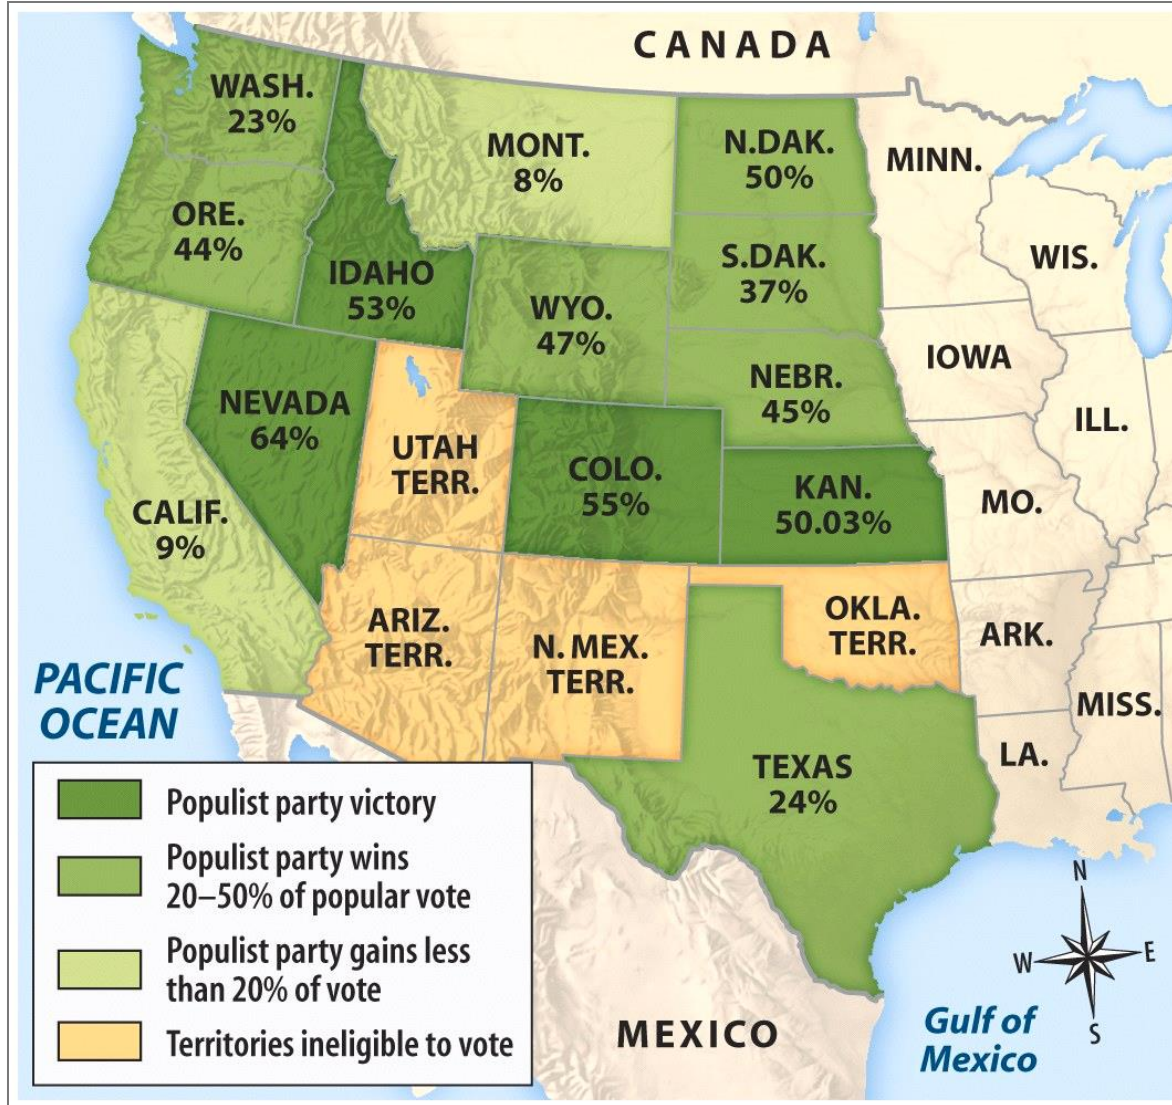 CANADA
WASH.
23%
MONT.
8%
N.DAK.
50%
MINN.
ORE.
44%
IDAHO
53%
S.DAK.
37%
WIS.
WYO.
47%
NEBR.
45%
IOWA
NEVADA
64%
UTAH
TERR.
COLO.
55%
KAN.
50.03%
ILL.
MO.
CALIF.
9%
ARIZ.
TERR.
N. MEX.
TERR.
OKLA.
TERR.
ARK.
MISS.
LA.
PACIFIC
OCEAN
TEXAS
24%
Populist party victory
Populist party wins
20–50% of popular vote
Populist party gains less
than 20% of vote
Territories ineligible to vote
MEXICO
Gulf of
Mexico
N
W
E
S